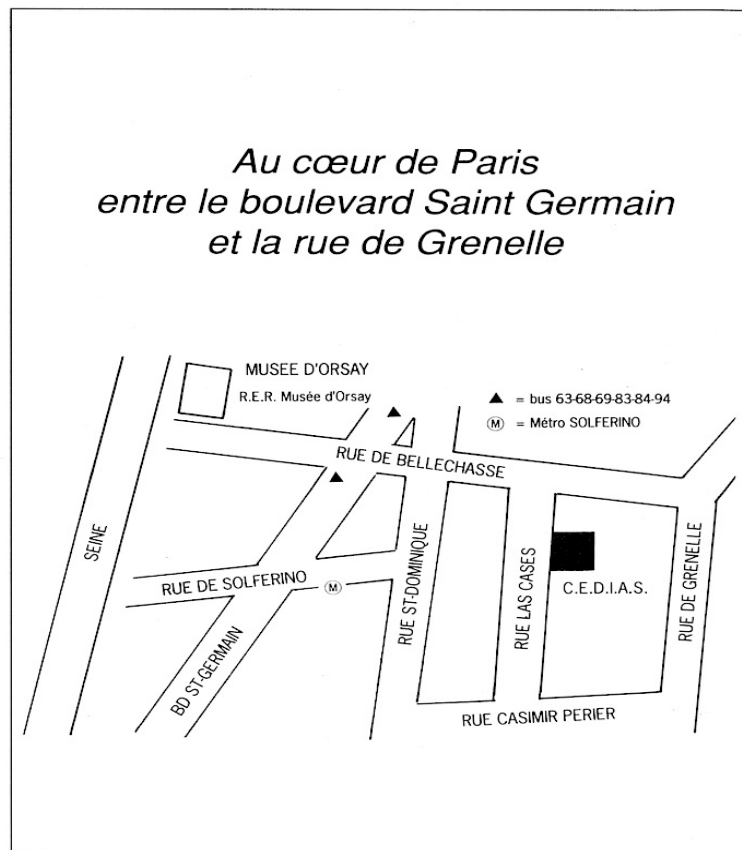 Au cœur de Paris
entre le boulevard Saint Germain
et la rue de Grenelle
MUSEE D'ORSAY
R.E.R. Musée d'Orsay
▲ = bus 63-68-69-83-84-94
Ⓜ = Métro SOLFERINO
RUE DE BELLECHASSE
SEINE
RUE DE SOLFERINO
Ⓜ
BD ST-GERMAIN
RUE ST-DOMINIQUE
RUE LAS CASES
C.E.D.I.A.S.
RUE DE GRENELLE
RUE CASIMIR PERIER